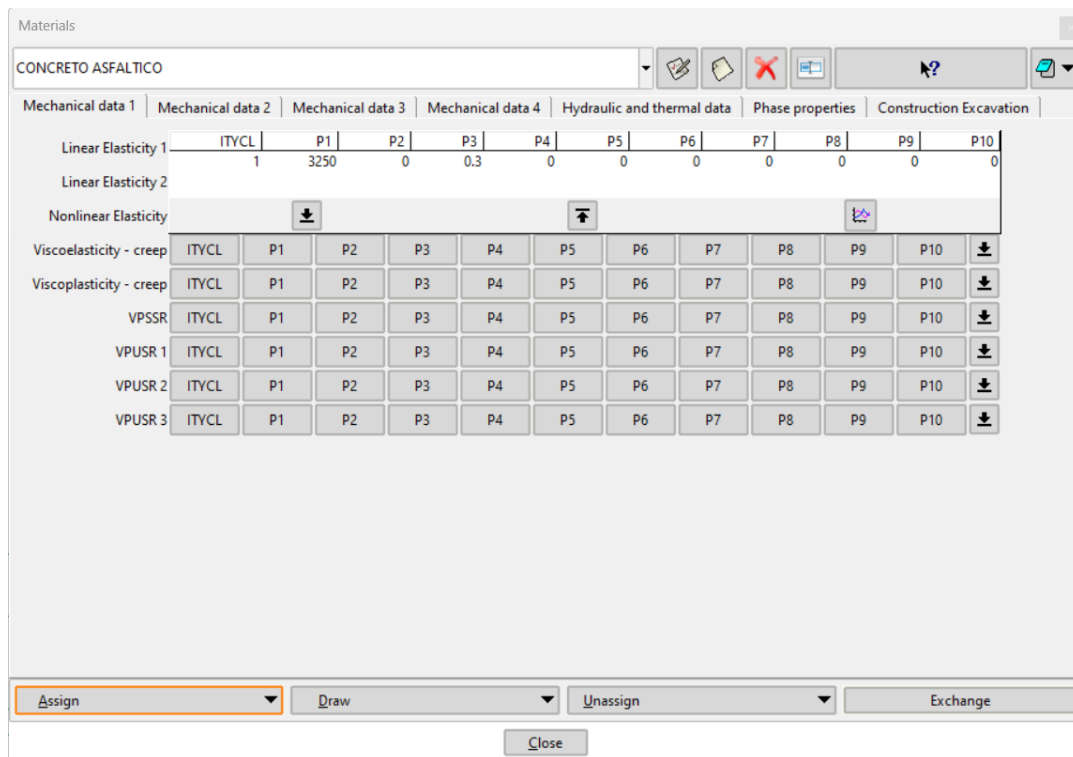 Materials
CONCRETO ASFALTICO
Mechanical data 1 Mechanical data 2 Mechanical data 3 Mechanical data 4 Hydraulic and thermal data Phase properties Construction Excavation
Linear Elasticity 1 ITYCL P1 P2 P3 P4 P5 P6 P7 P8 P9 P10
1 3250 0 0.3 0 0 0 0 0 0 0
Linear Elasticity 2
Nonlinear Elasticity
Viscoelasticity - creep ITYCL P1 P2 P3 P4 P5 P6 P7 P8 P9 P10
Viscoplasticity - creep ITYCL P1 P2 P3 P4 P5 P6 P7 P8 P9 P10
VPSSR ITYCL P1 P2 P3 P4 P5 P6 P7 P8 P9 P10
VPUSR 1 ITYCL P1 P2 P3 P4 P5 P6 P7 P8 P9 P10
VPUSR 2 ITYCL P1 P2 P3 P4 P5 P6 P7 P8 P9 P10
VPUSR 3 ITYCL P1 P2 P3 P4 P5 P6 P7 P8 P9 P10
Assign Draw Unassign Exchange
Close